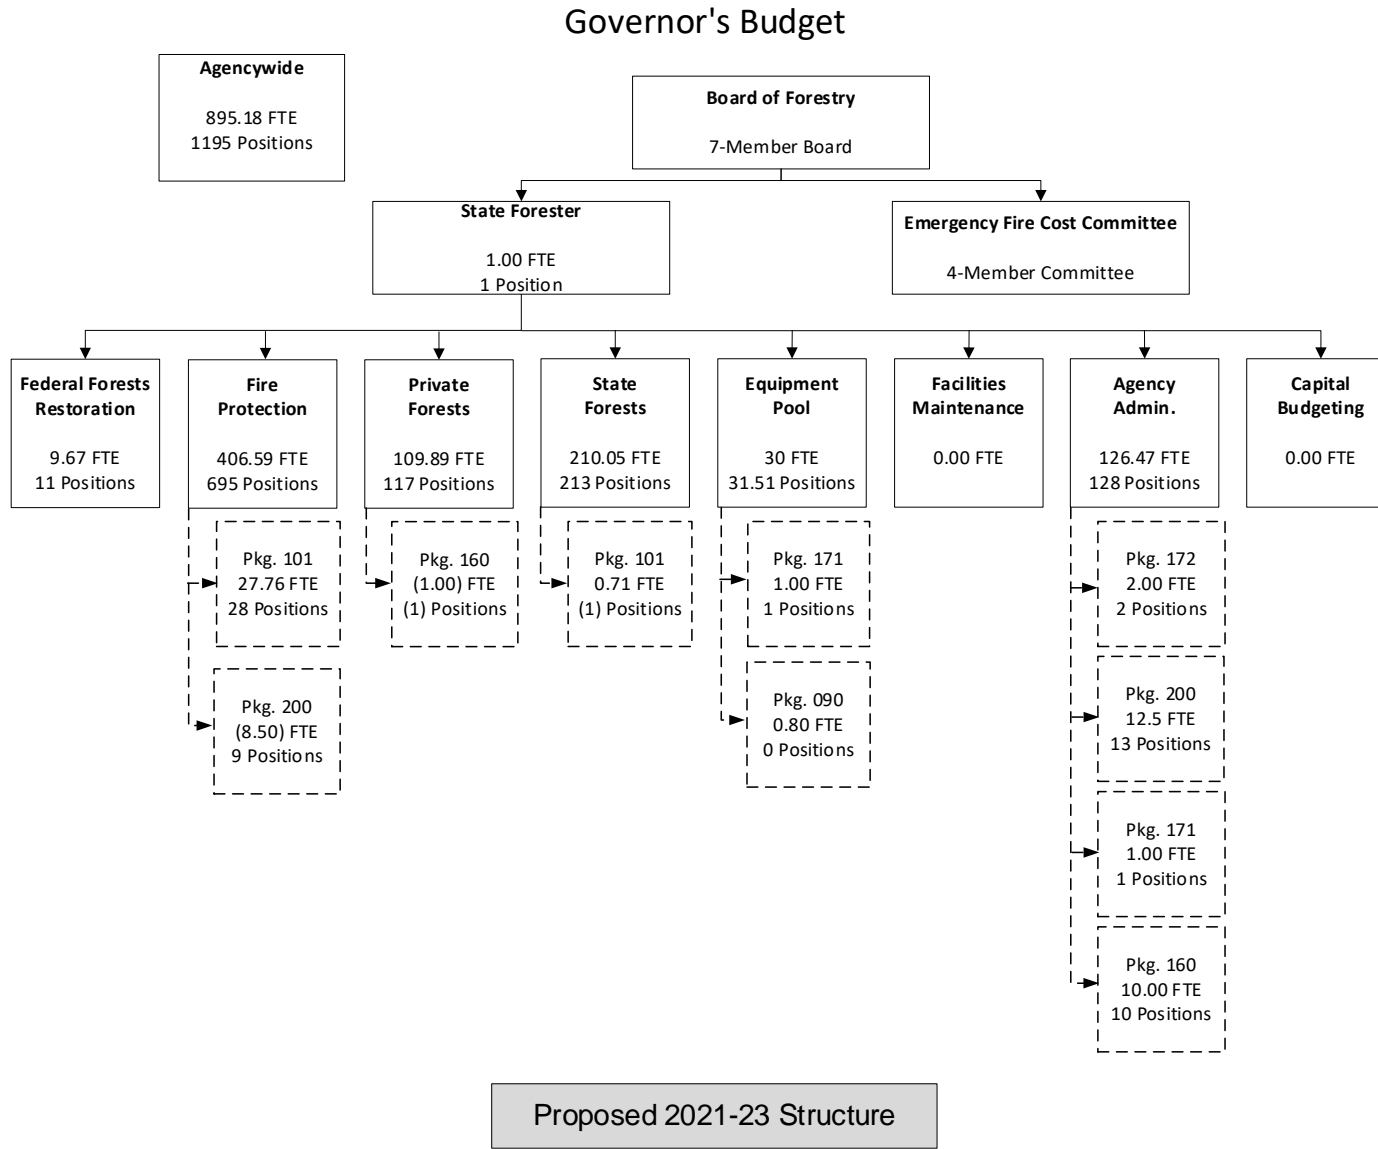 Governor's Budget
Agencywide
895.18 FTE
1195 Positions
Board of Forestry
7-Member Board
State Forester
1.00 FTE
1 Position
Emergency Fire Cost Committee
4-Member Committee
Federal Forests
Restoration
9.67 FTE
11 Positions
Fire
Protection
406.59 FTE
695 Positions
Private
Forests
109.89 FTE
117 Positions
State
Forests
210.05 FTE
213 Positions
Equipment
Pool
30 FTE
31.51 Positions
Facilities
Maintenance
0.00 FTE
Agency
Admin.
126.47 FTE
128 Positions
Capital
Budgeting
0.00 FTE
Pkg. 101
27.76 FTE
28 Positions
Pkg. 200
(8.50) FTE
9 Positions
Pkg. 160
(1.00) FTE
(1) Positions
Pkg. 101
0.71 FTE
(1) Positions
Pkg. 171
1.00 FTE
1 Positions
Pkg. 090
0.80 FTE
0 Positions
Pkg. 172
2.00 FTE
2 Positions
Pkg. 200
12.5 FTE
13 Positions
Pkg. 171
1.00 FTE
1 Positions
Pkg. 160
10.00 FTE
10 Positions
Proposed 2021-23 Structure